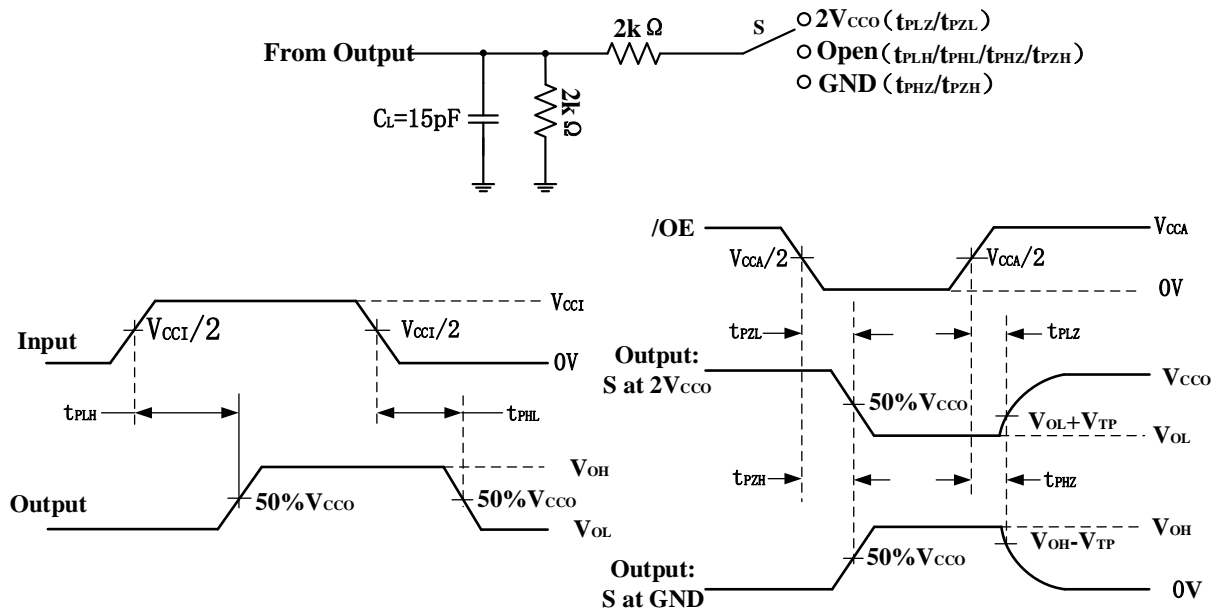 2kΩ
S
2VCCO(tPLZ/tPZL)
From Output
Open(tPLH/tPHL/tPHZ/tPZH)
GND(tPHZ/tPZH)
CL=15pF
2kΩ
/OE
VCCA
VCCA/2
VCCA/2
0V
Input
VCCI/2
VCCI/2
VCCI
0V
tPLH
tPHL
Output
50%VCCO
50%VCCO
VOH
VOL
tPZL
tPLZ
Output:
S at 2VCCO
50%VCCO
VCCO
VOL+VTP
VOL
tPZH
tPHZ
Output:
S at GND
50%VCCO
VOH
VOH-VTP
0V